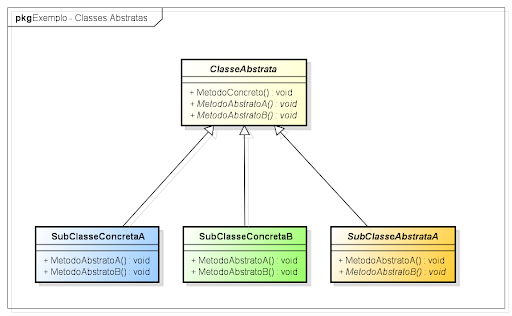 pkg Exemplo - Classes Abstratas
ClasseAbstrata
+ MetodoConcreto() : void
+ MetodoAbstratoA() : void
+ MetodoAbstratoB() : void
SubClasseConcretaA
+ MetodoAbstratoA() : void
+ MetodoAbstratoB() : void
SubClasseConcretaB
+ MetodoAbstratoA() : void
+ MetodoAbstratoB() : void
SubClasseAbstrataA
+ MetodoAbstratoA() : void
+ MetodoAbstratoB() : void